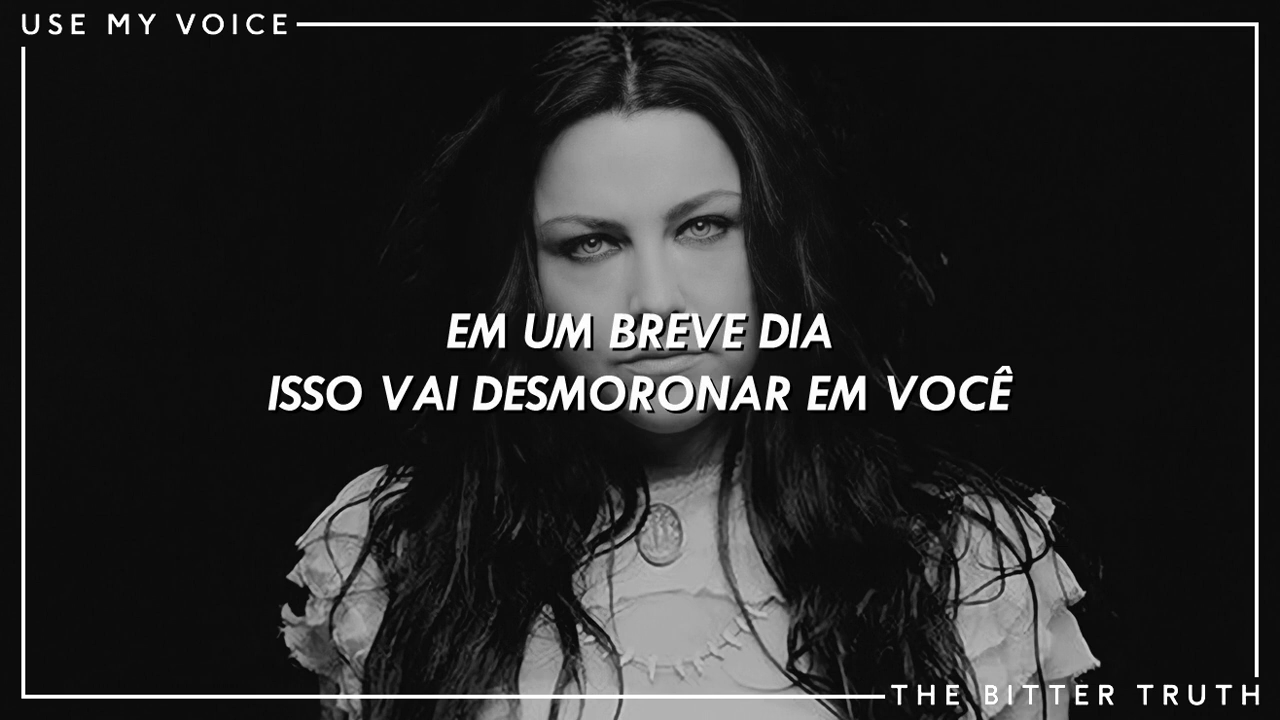 USE MY VOICE
EM UM BREVE DIA
ISSO VAI DESMORONAR EM VOCÊ
THE BITTER TRUTH